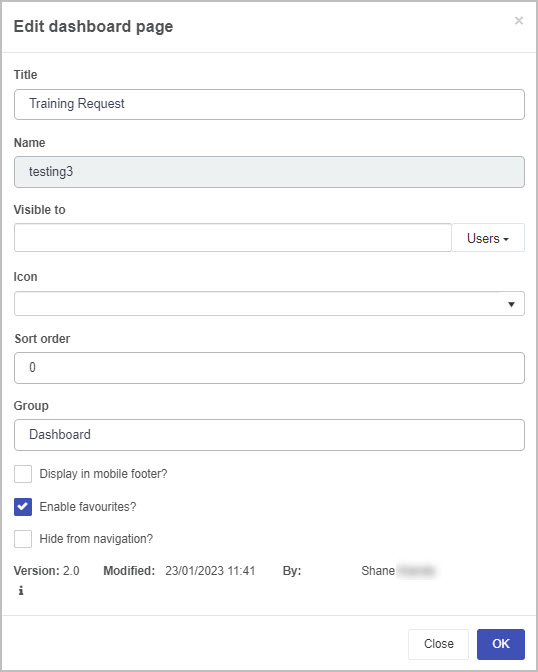 Edit dashboard page ×
Title
Training Request
Name
testing3
Visible to
Users
Icon
Sort order
0
Group
Dashboard
Display in mobile footer?
Enable favourites?
Hide from navigation?
Version: 2.0 Modified: 23/01/2023 11:41 By: Shane
i
Close OK